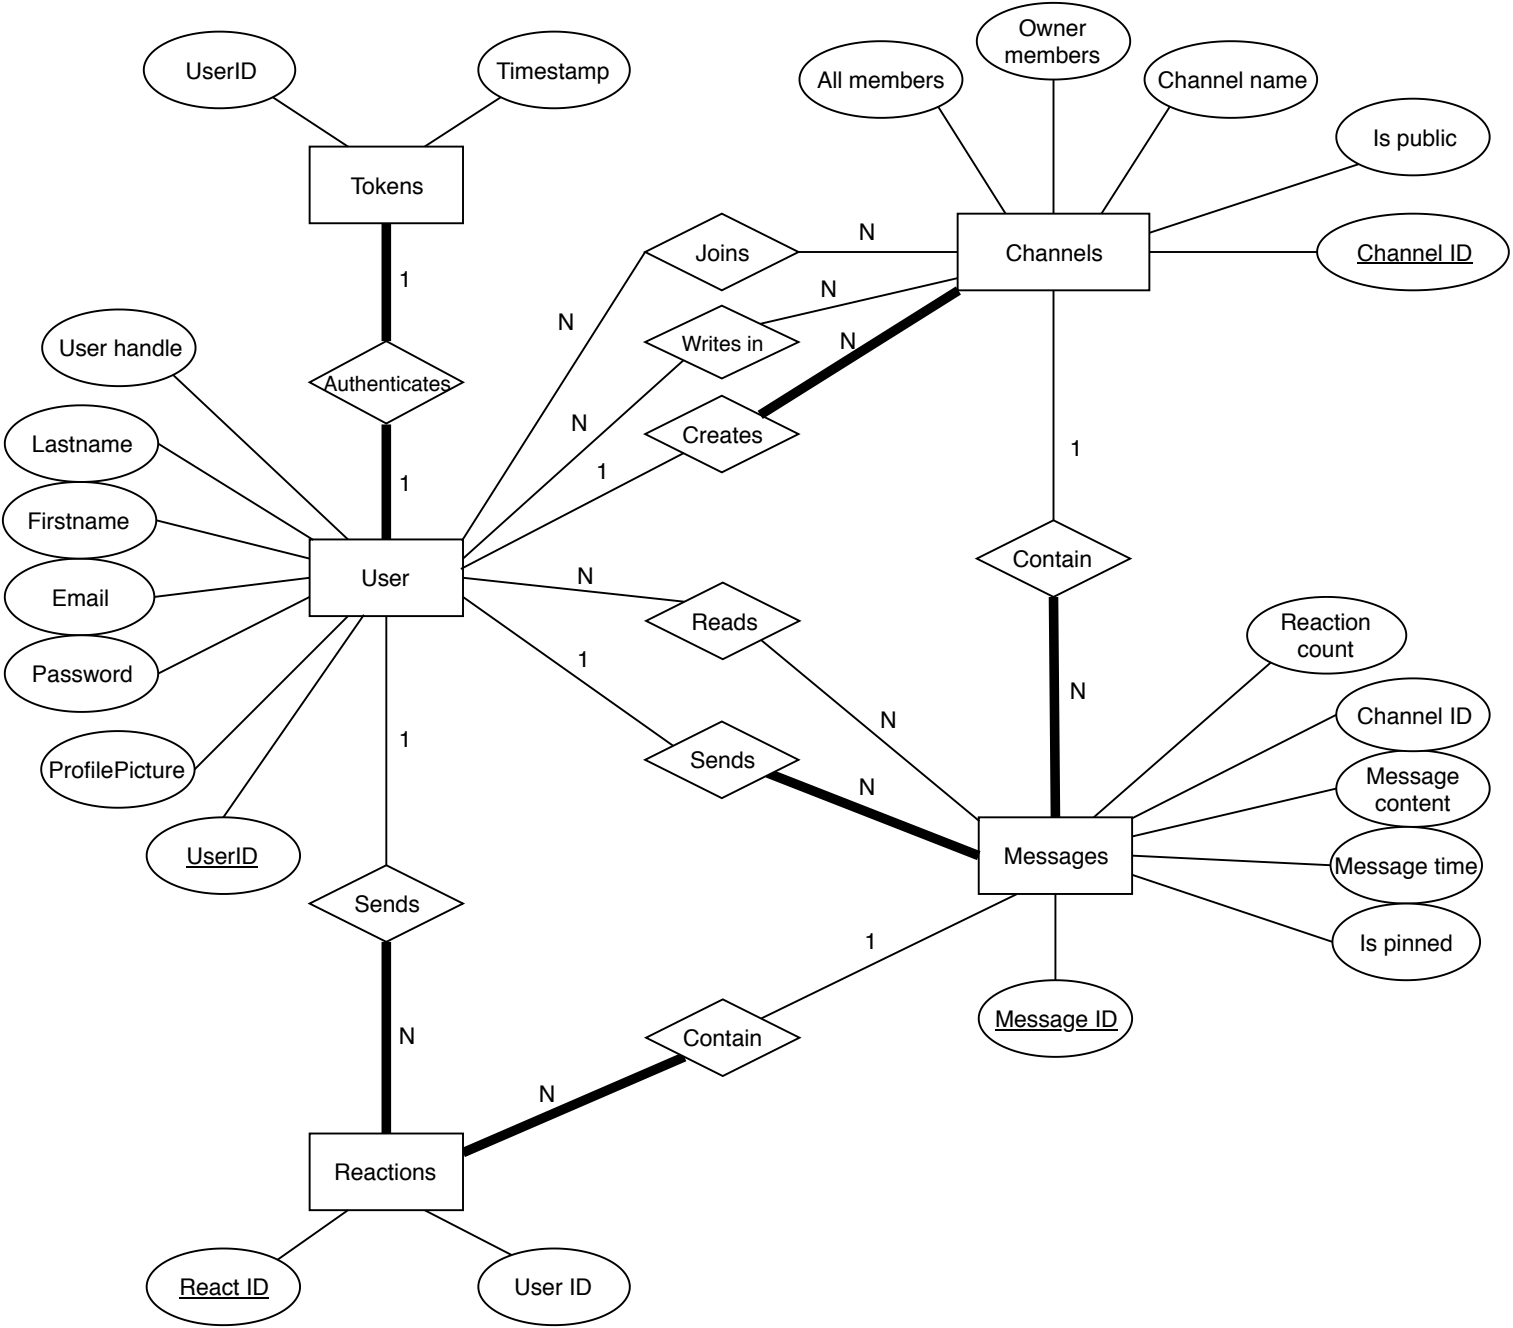 Owner
members
UserID
Timestamp
All members
Channel name
Is public
Tokens
Joins
N
Channels
Channel ID
1
N
N
Writes in
N
User handle
Authenticates
N
Creates
Lastname
1
1
1
Firstname
User
N
Contain
Email
Reads
Reaction
count
Password
1
N
N
Channel ID
ProfilePicture
1
Sends
N
Message
content
UserID
Messages
Message time
Sends
1
Is pinned
Message ID
N
Contain
N
Reactions
React ID
User ID